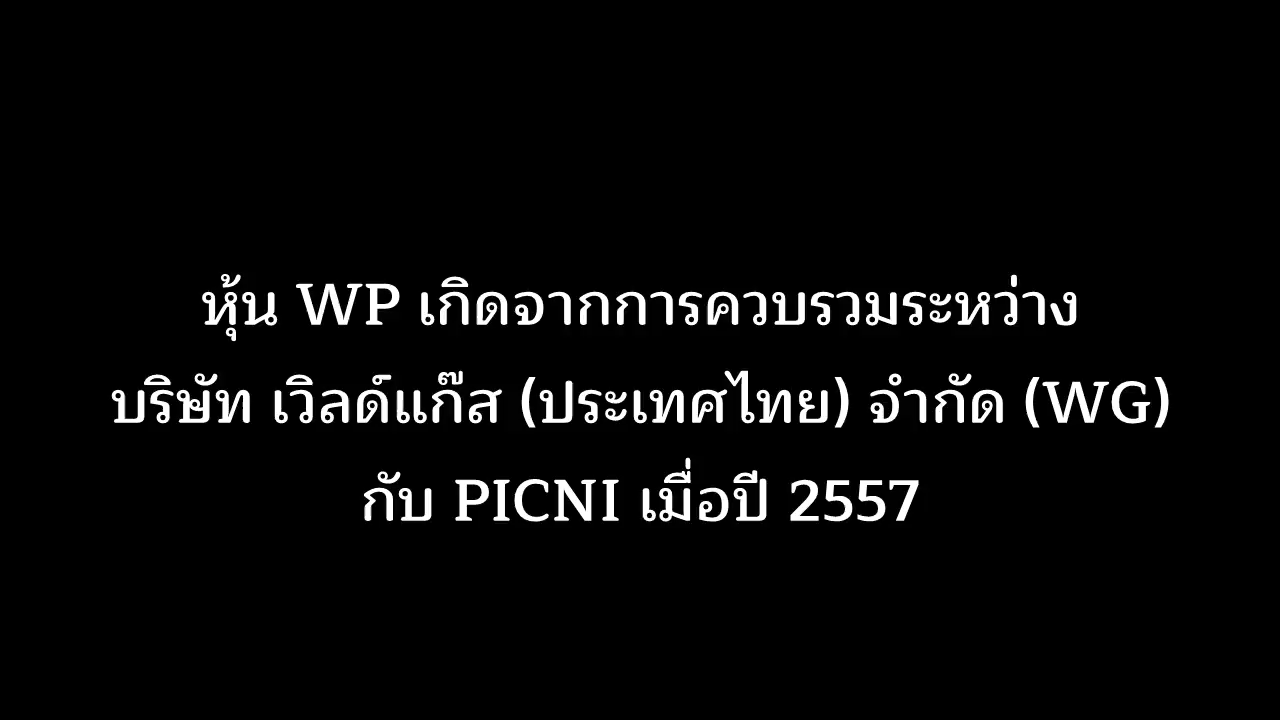 หุ้น WP เกิดจากการควบรวมระหว่าง
บริษัท เวิลด์แก๊ส (ประเทศไทย) จำกัด (WG)
กับ PICNI เมื่อปี 2557